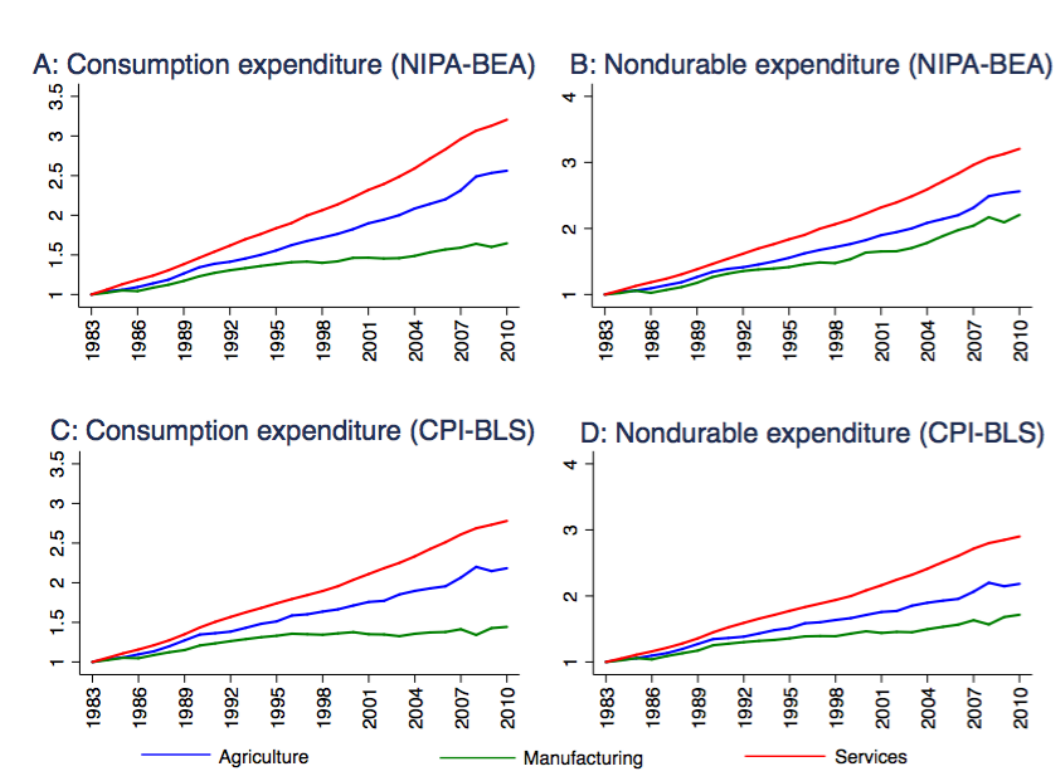 A: Consumption expenditure (NIPA-BEA)
3.5
3
2.5
2
1.5
1
1983 1986 1989 1992 1995 1998 2001 2004 2007 2010
B: Nondurable expenditure (NIPA-BEA)
4
3
2
1
1983 1986 1989 1992 1995 1998 2001 2004 2007 2010
C: Consumption expenditure (CPI-BLS)
3.5
3
2.5
2
1.5
1
1983 1986 1989 1992 1995 1998 2001 2004 2007 2010
D: Nondurable expenditure (CPI-BLS)
4
3
2
1
1983 1986 1989 1992 1995 1998 2001 2004 2007 2010
Agriculture Manufacturing Services